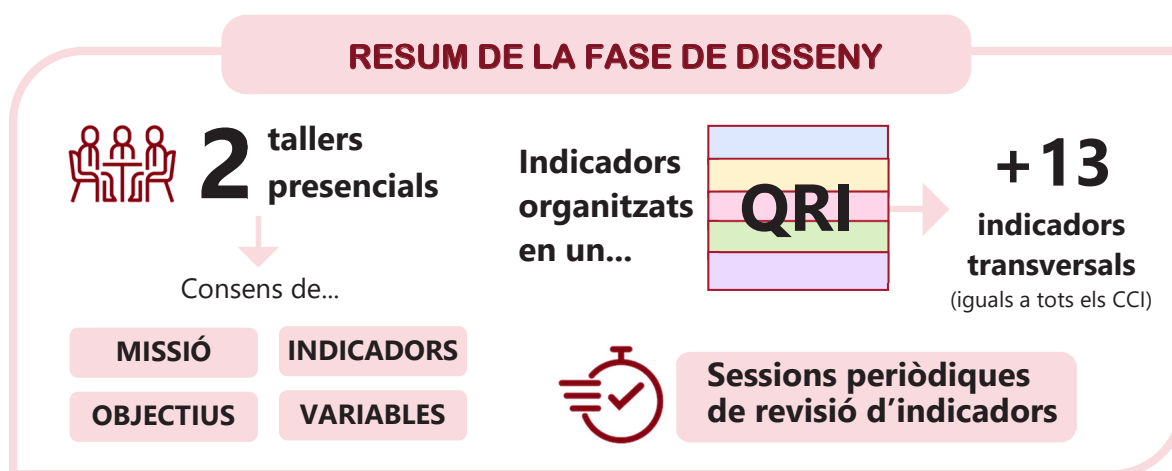 RESUM DE LA FASE DE DISSENY
2
tallers
presencials
Consens de...
MISSIÓ
INDICADORS
OBJECTIUS
VARIABLES
Indicadors
organitzats
en un...
QRI
+13
indicadors
transversals
(iguals a tots els CCI)
Sessions periòdiques
de revisió d’indicadors